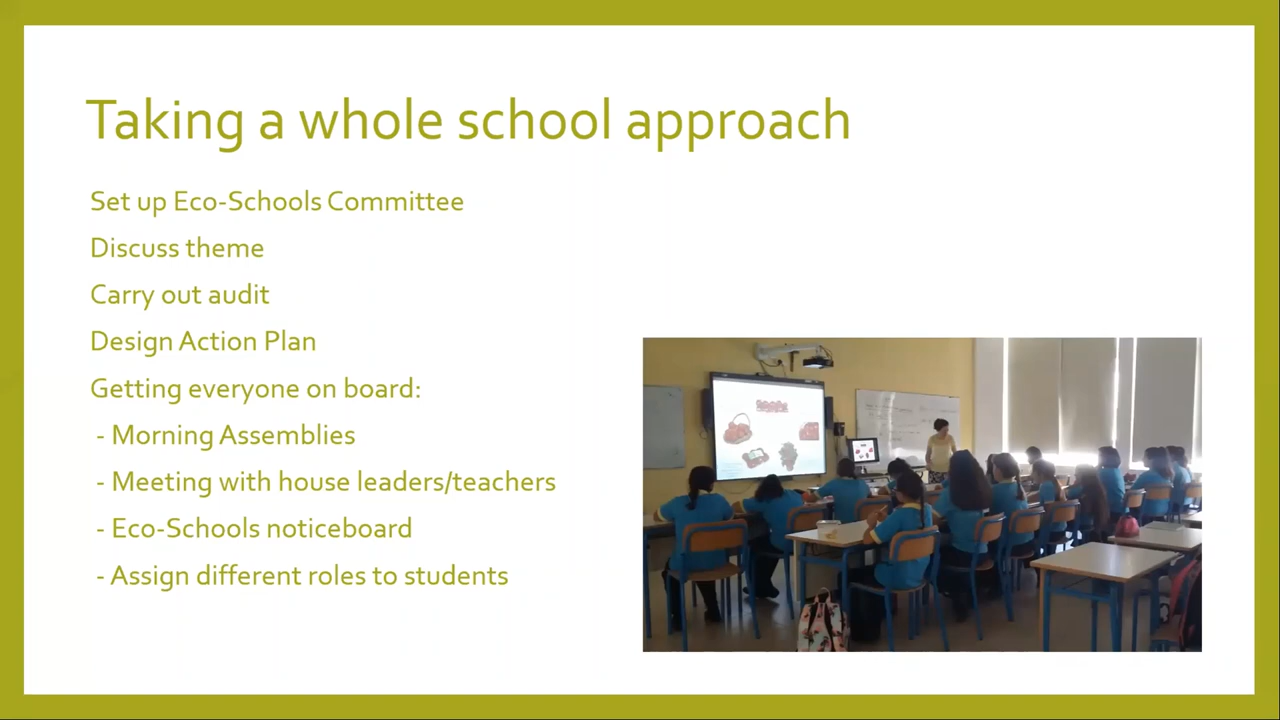 Taking a whole school approach
Set up Eco-Schools Committee
Discuss theme
Carry out audit
Design Action Plan
Getting everyone on board:
- Morning Assemblies
- Meeting with house leaders/teachers
- Eco-Schools noticeboard
- Assign different roles to students